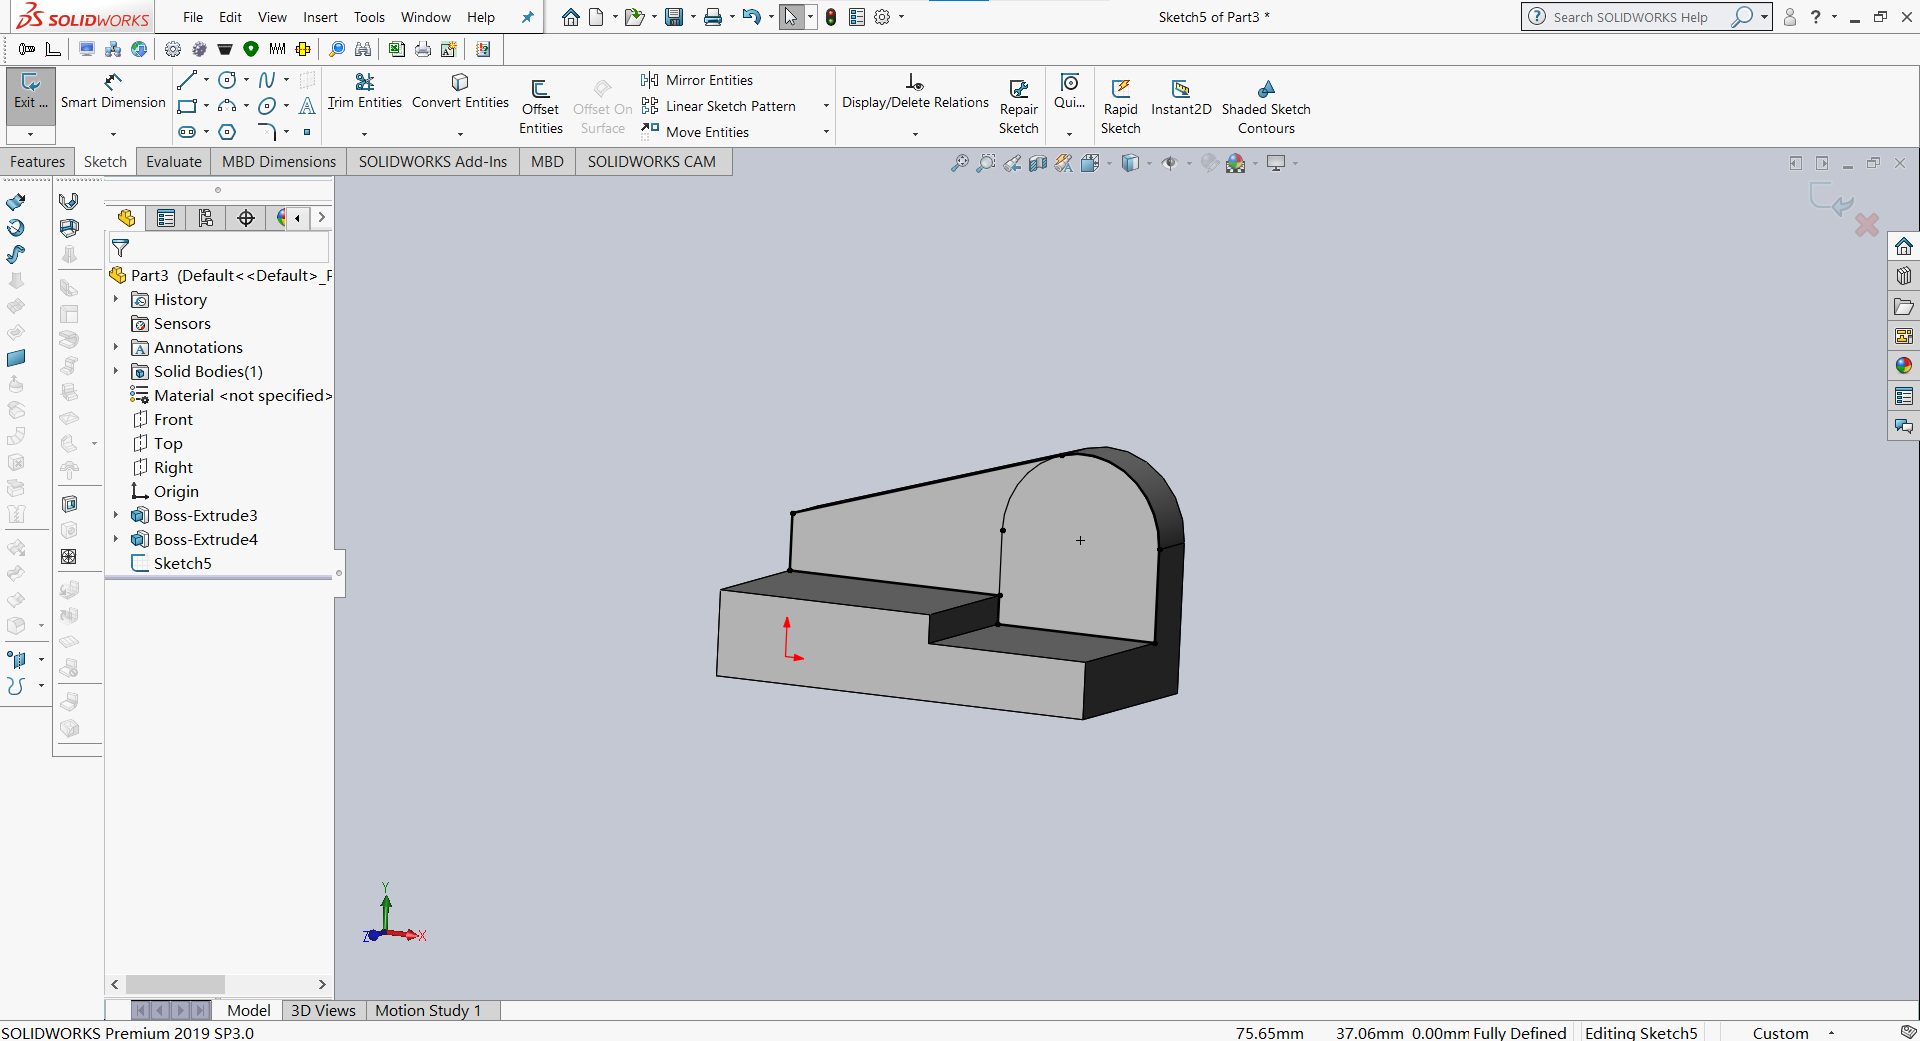 SOLIDWORKS
File Edit View Insert Tools Window Help
Sketch5 of Part3 *
Search SOLIDWORKS Help
Exit ...
Smart Dimension
Trim Entities
Convert Entities
Offset Entities
Offset On Surface
Mirror Entities
Linear Sketch Pattern
Move Entities
Display/Delete Relations
Repair Sketch
Qui...
Rapid Sketch
Instant2D
Shaded Sketch Contours
Features Sketch Evaluate MBD Dimensions SOLIDWORKS Add-Ins MBD SOLIDWORKS CAM
Part3 (Default<<Default>_F
History
Sensors
Annotations
Solid Bodies(1)
Material <not specified>
Front
Top
Right
Origin
Boss-Extrude3
Boss-Extrude4
Sketch5
Y
Z X
Model 3D Views Motion Study 1
SOLIDWORKS Premium 2019 SP3.0
75.65mm 37.06mm 0.00mm Fully Defined Editing Sketch5 Custom